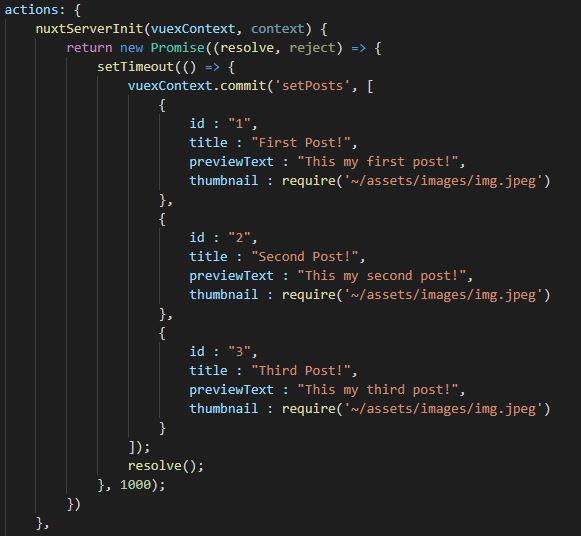 actions: {
nuxtServerInit(vuexContext, context) {
return new Promise((resolve, reject) => {
setTimeout(() => {
vuexContext.commit('setPosts', [
{
id : "1",
title : "First Post!",
previewText : "This my first post!",
thumbnail : require('~/assets/images/img.jpeg')
},
{
id : "2",
title : "Second Post!",
previewText : "This my second post!",
thumbnail : require('~/assets/images/img.jpeg')
},
{
id : "3",
title : "Third Post!",
previewText : "This my third post!",
thumbnail : require('~/assets/images/img.jpeg')
}
]);
resolve();
}, 1000);
})
},